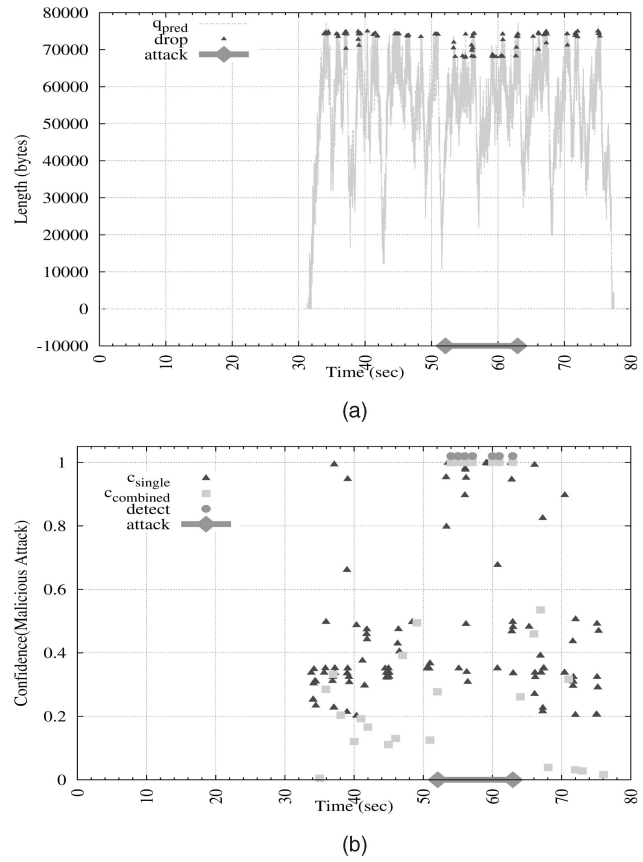 80000
70000
60000
50000
40000
30000
20000
10000
0
-10000
Length (bytes)
q_pred
drop
attack
0
10
20
30
40
50
60
70
80
Time (sec)
(a)
1
0.8
0.6
0.4
0.2
0
Confidence(Malicious Attack)
c_single
c_combined
detect
attack
0
10
20
30
40
50
60
70
80
Time (sec)
(b)